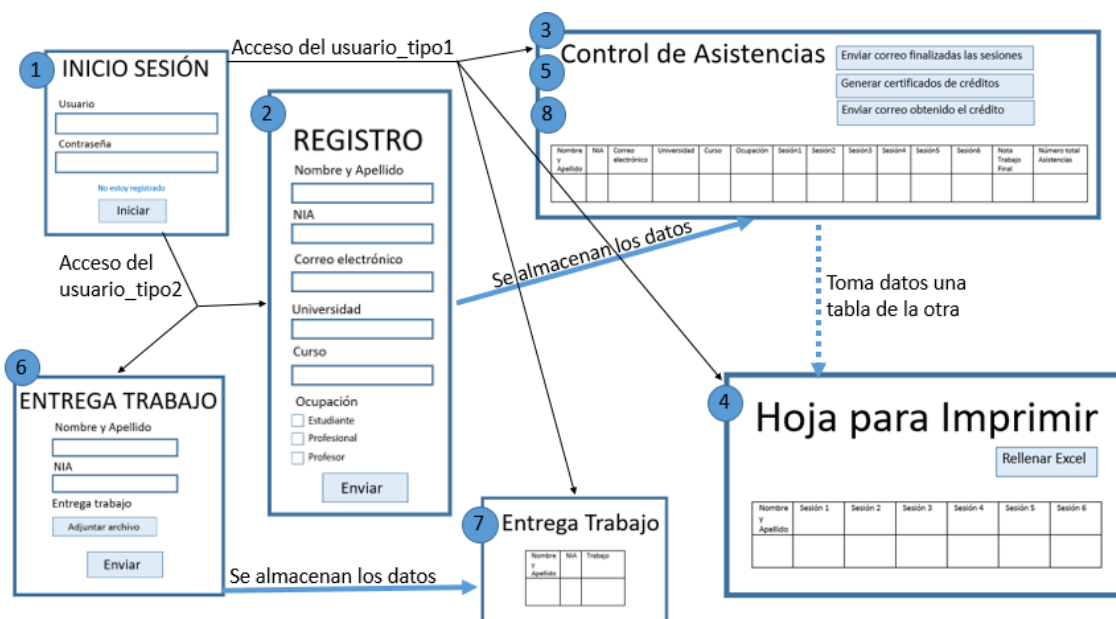 1
INICIO SESIÓN
Usuario
Contraseña
No estoy registrado
Iniciar
Acceso del usuario_tipo1
Acceso del
usuario_tipo2
2
REGISTRO
Nombre y Apellido
NIA
Correo electrónico
Universidad
Curso
Ocupación
Estudiante
Profesional
Profesor
Enviar
3
5
8
Control de Asistencias
Enviar correo finalizadas las sesiones
Generar certificados de créditos
Enviar correo obtenido el crédito
Nombre y Apellido
NIA
Correo electrónico
Universidad
Curso
Ocupación
Sesión1
Sesión2
Sesión3
Sesión4
Sesión5
Sesión6
Nota Trabajo Final
Número total Asistencias
Se almacenan los datos
Toma datos una
tabla de la otra
4
Hoja para Imprimir
Rellenar Excel
Nombre y Apellido
Sesión 1
Sesión 2
Sesión 3
Sesión 4
Sesión 5
Sesión 6
6
ENTREGA TRABAJO
Nombre y Apellido
NIA
Entrega trabajo
Adjuntar archivo
Enviar
Se almacenan los datos
7
Entrega Trabajo
Nombre y Apellido
NIA
Trabajo